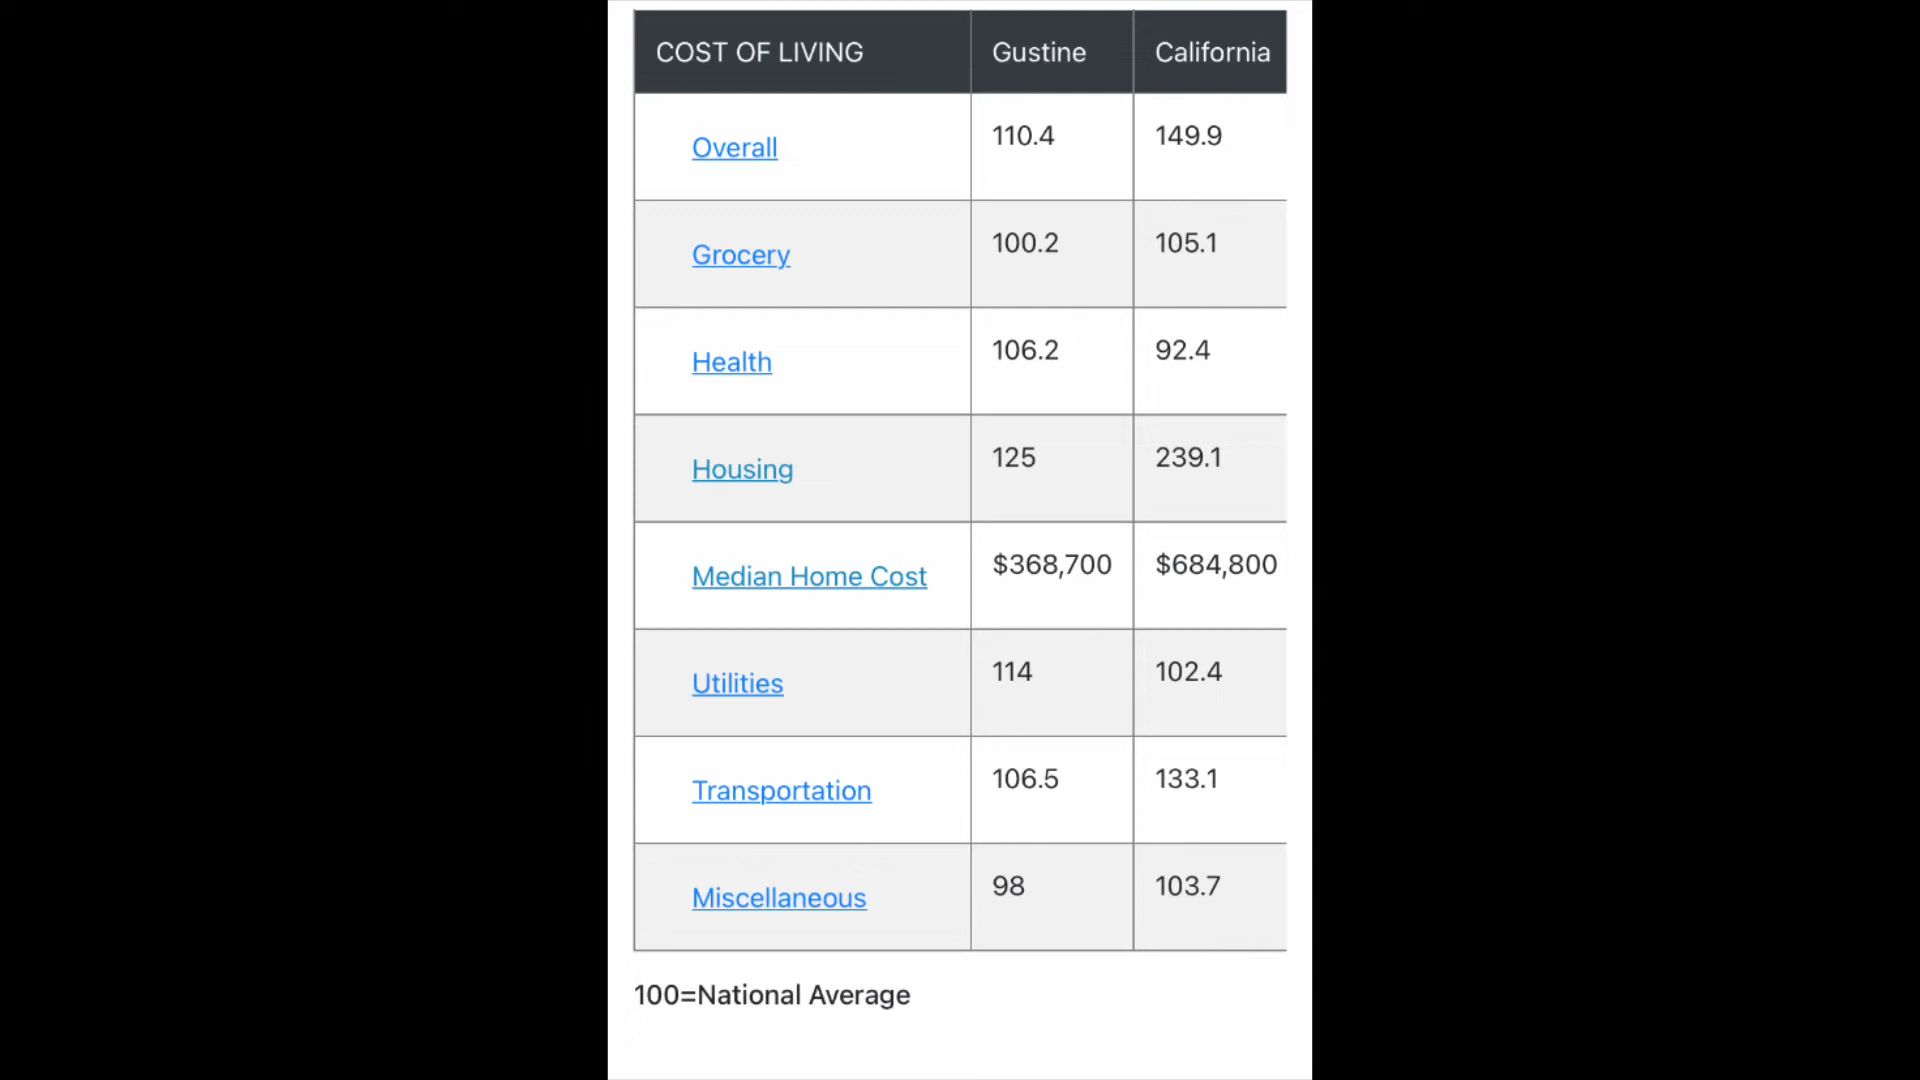 COST OF LIVING Gustine California
Overall 110.4 149.9
Grocery 100.2 105.1
Health 106.2 92.4
Housing 125 239.1
Median Home Cost $368,700 $684,800
Utilities 114 102.4
Transportation 106.5 133.1
Miscellaneous 98 103.7
100=National Average